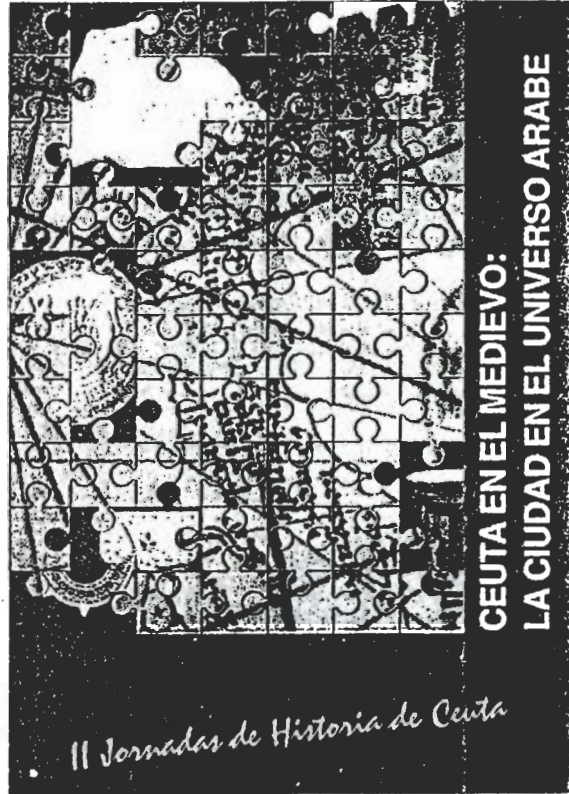 II Jornadas de Historia de Ceuta
CEUTA EN EL MEDIEVO:
LA CIUDAD EN EL UNIVERSO ARABE